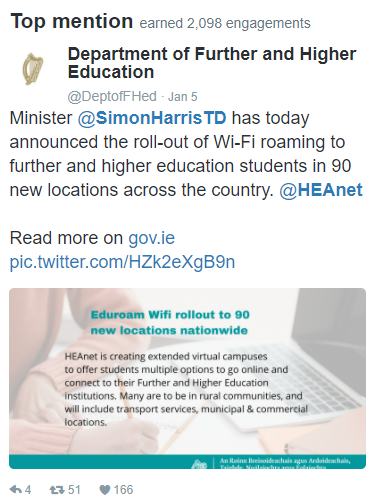 Top mention earned 2,098 engagements
Department of Further and Higher
Education
@DeptofFHed · Jan 5
Minister @SimonHarrisTD has today
announced the roll-out of Wi-Fi roaming to
further and higher education students in 90
new locations across the country. @HEAnet
Read more on gov.ie
pic.twitter.com/HZk2eXgB9n
Eduroam Wifi rollout to 90
new locations nationwide
HEAnet is creating extended virtual campuses
to offer students multiple options to go online and
connect to their Further and Higher Education
institutions. Many are to be in rural communities, and
will include transport services, municipal & commercial
locations.
An Roinn Breisoideachais agus Ardoideachais,
4 51 166